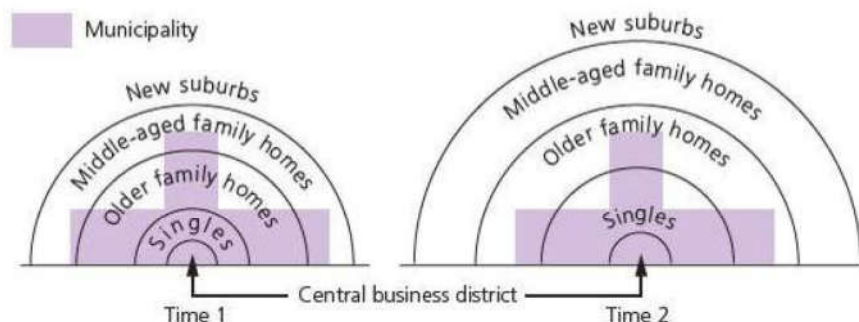 Municipality
New suburbs
Middle-aged family homes
Older family homes
Singles
New suburbs
Middle-aged family homes
Older family homes
Singles
Central business district
Time 1
Time 2